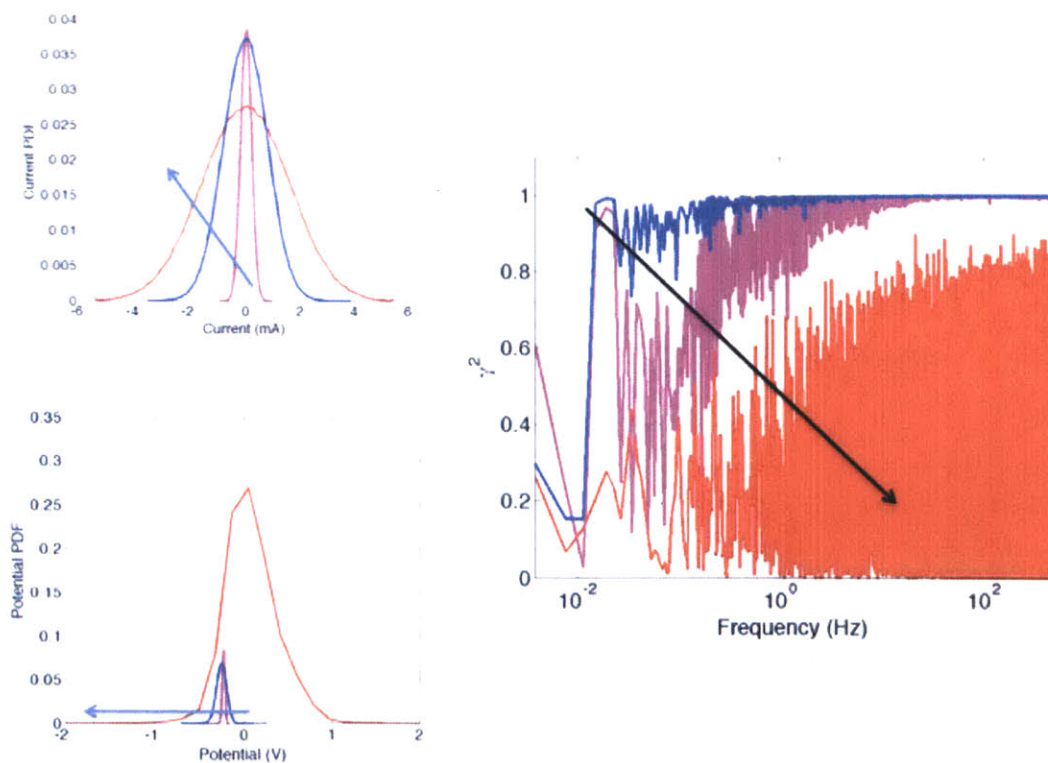 0 04
0 035
0 03
0 025
0 02
0 015
0 01
0 005
0
-6 -4 -2 0 2 4 6
Current PDF
Current (mA)
0.35
0.3
0.25
0 2
0 15
0 1
0 05
0
-2 -1 0 1 2
Potential PDF
Potential (V)
1
0.8
0.6
0.4
0.2
0
10-2 100 102
γ2
Frequency (Hz)